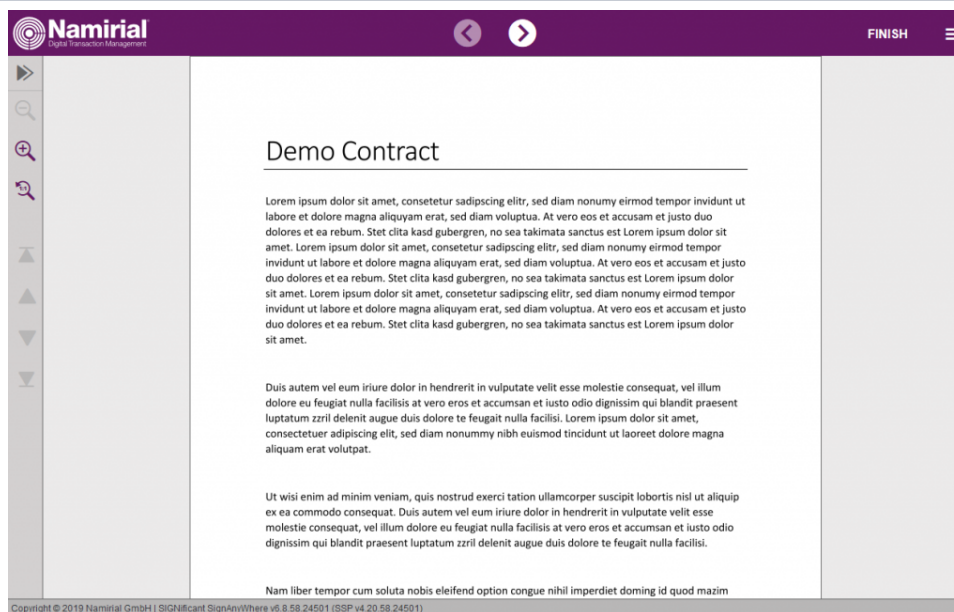 Namirial
Digital Transaction Management
FINISH
1:1
Demo Contract
Lorem ipsum dolor sit amet, consetetur sadipscing elitr, sed diam nonumy eirmod tempor invidunt ut
labore et dolore magna aliquyam erat, sed diam voluptua. At vero eos et accusam et justo duo
dolores et ea rebum. Stet clita kasd gubergren, no sea takimata sanctus est Lorem ipsum dolor sit
amet. Lorem ipsum dolor sit amet, consetetur sadipscing elitr, sed diam nonumy eirmod tempor
invidunt ut labore et dolore magna aliquyam erat, sed diam voluptua. At vero eos et accusam et justo
duo dolores et ea rebum. Stet clita kasd gubergren, no sea takimata sanctus est Lorem ipsum dolor
sit amet. Lorem ipsum dolor sit amet, consetetur sadipscing elitr, sed diam nonumy eirmod tempor
invidunt ut labore et dolore magna aliquyam erat, sed diam voluptua. At vero eos et accusam et justo
duo dolores et ea rebum. Stet clita kasd gubergren, no sea takimata sanctus est Lorem ipsum dolor
sit amet.
Duis autem vel eum iriure dolor in hendrerit in vulputate velit esse molestie consequat, vel illum
dolore eu feugiat nulla facilisis at vero eros et accumsan et iusto odio dignissim qui blandit praesent
luptatum zzril delenit augue duis dolore te feugait nulla facilisi. Lorem ipsum dolor sit amet,
consectetuer adipiscing elit, sed diam nonummy nibh euismod tincidunt ut laoreet dolore magna
aliquam erat volutpat.
Ut wisi enim ad minim veniam, quis nostrud exerci tation ullamcorper suscipit lobortis nisl ut aliquip
ex ea commodo consequat. Duis autem vel eum iriure dolor in hendrerit in vulputate velit esse
molestie consequat, vel illum dolore eu feugiat nulla facilisis at vero eros et accumsan et iusto odio
dignissim qui blandit praesent luptatum zzril delenit augue duis dolore te feugait nulla facilisi.
Nam liber tempor cum soluta nobis eleifend option congue nihil imperdiet doming id quod mazim
Copyright © 2019 Namirial GmbH | SIGNificant SignAnyWhere v6.8.58.24501 (SSP v4.20.58.24501)